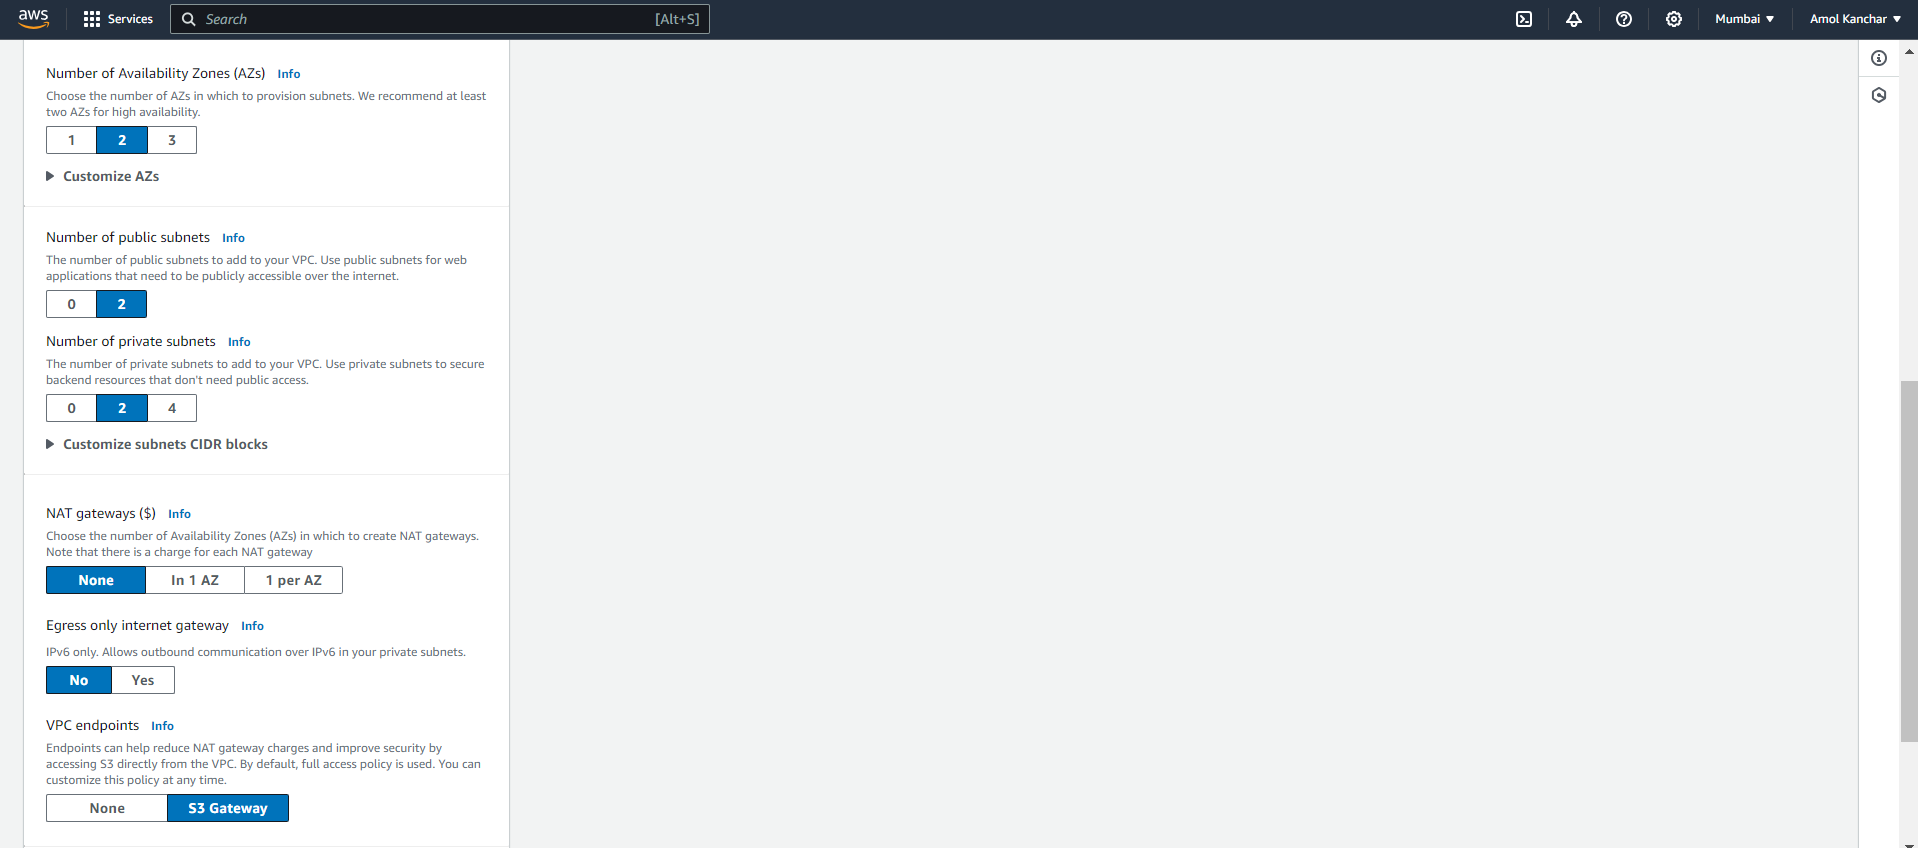 aws Services Search [Alt+S] Mumbai Amol Kanchar
Number of Availability Zones (AZs) Info
Choose the number of AZs in which to provision subnets. We recommend at least
two AZs for high availability.
1 2 3
Customize AZs
Number of public subnets Info
The number of public subnets to add to your VPC. Use public subnets for web
applications that need to be publicly accessible over the internet.
0 2
Number of private subnets Info
The number of private subnets to add to your VPC. Use private subnets to secure
backend resources that don't need public access.
0 2 4
Customize subnets CIDR blocks
NAT gateways ($) Info
Choose the number of Availability Zones (AZs) in which to create NAT gateways.
Note that there is a charge for each NAT gateway
None In 1 AZ 1 per AZ
Egress only internet gateway Info
IPv6 only. Allows outbound communication over IPv6 in your private subnets.
No Yes
VPC endpoints Info
Endpoints can help reduce NAT gateway charges and improve security by
accessing S3 directly from the VPC. By default, full access policy is used. You can
customize this policy at any time.
None S3 Gateway